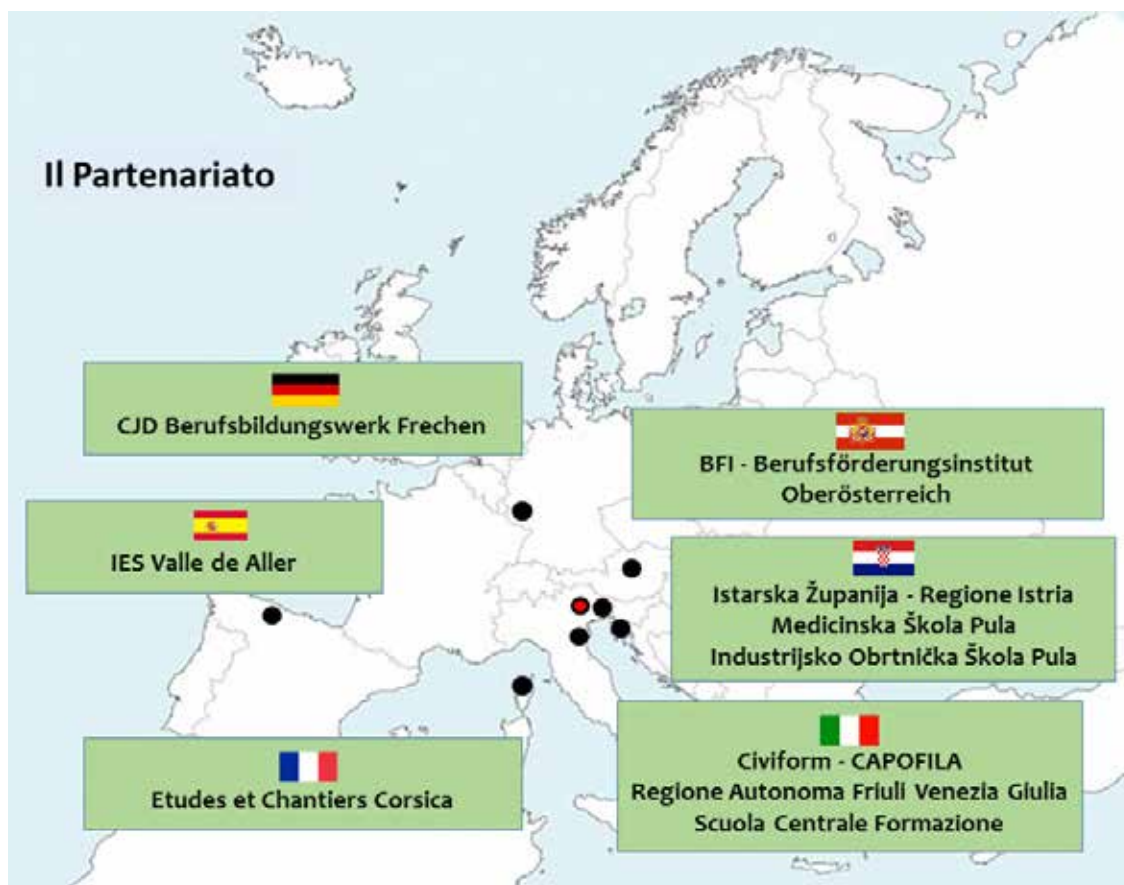 Il Partenariato
CJD Berufsbildungswerk Frechen
BFI - Berufsförderungsinstitut
Oberösterreich
IES Valle de Aller
Istarska Županija - Regione Istria
Medicinska Škola Pula
Industrijsko Obrtnička Škola Pula
Etudes et Chantiers Corsica
Civiform - CAPOFILA
Regione Autonoma Friuli Venezia Giulia
Scuola Centrale Formazione